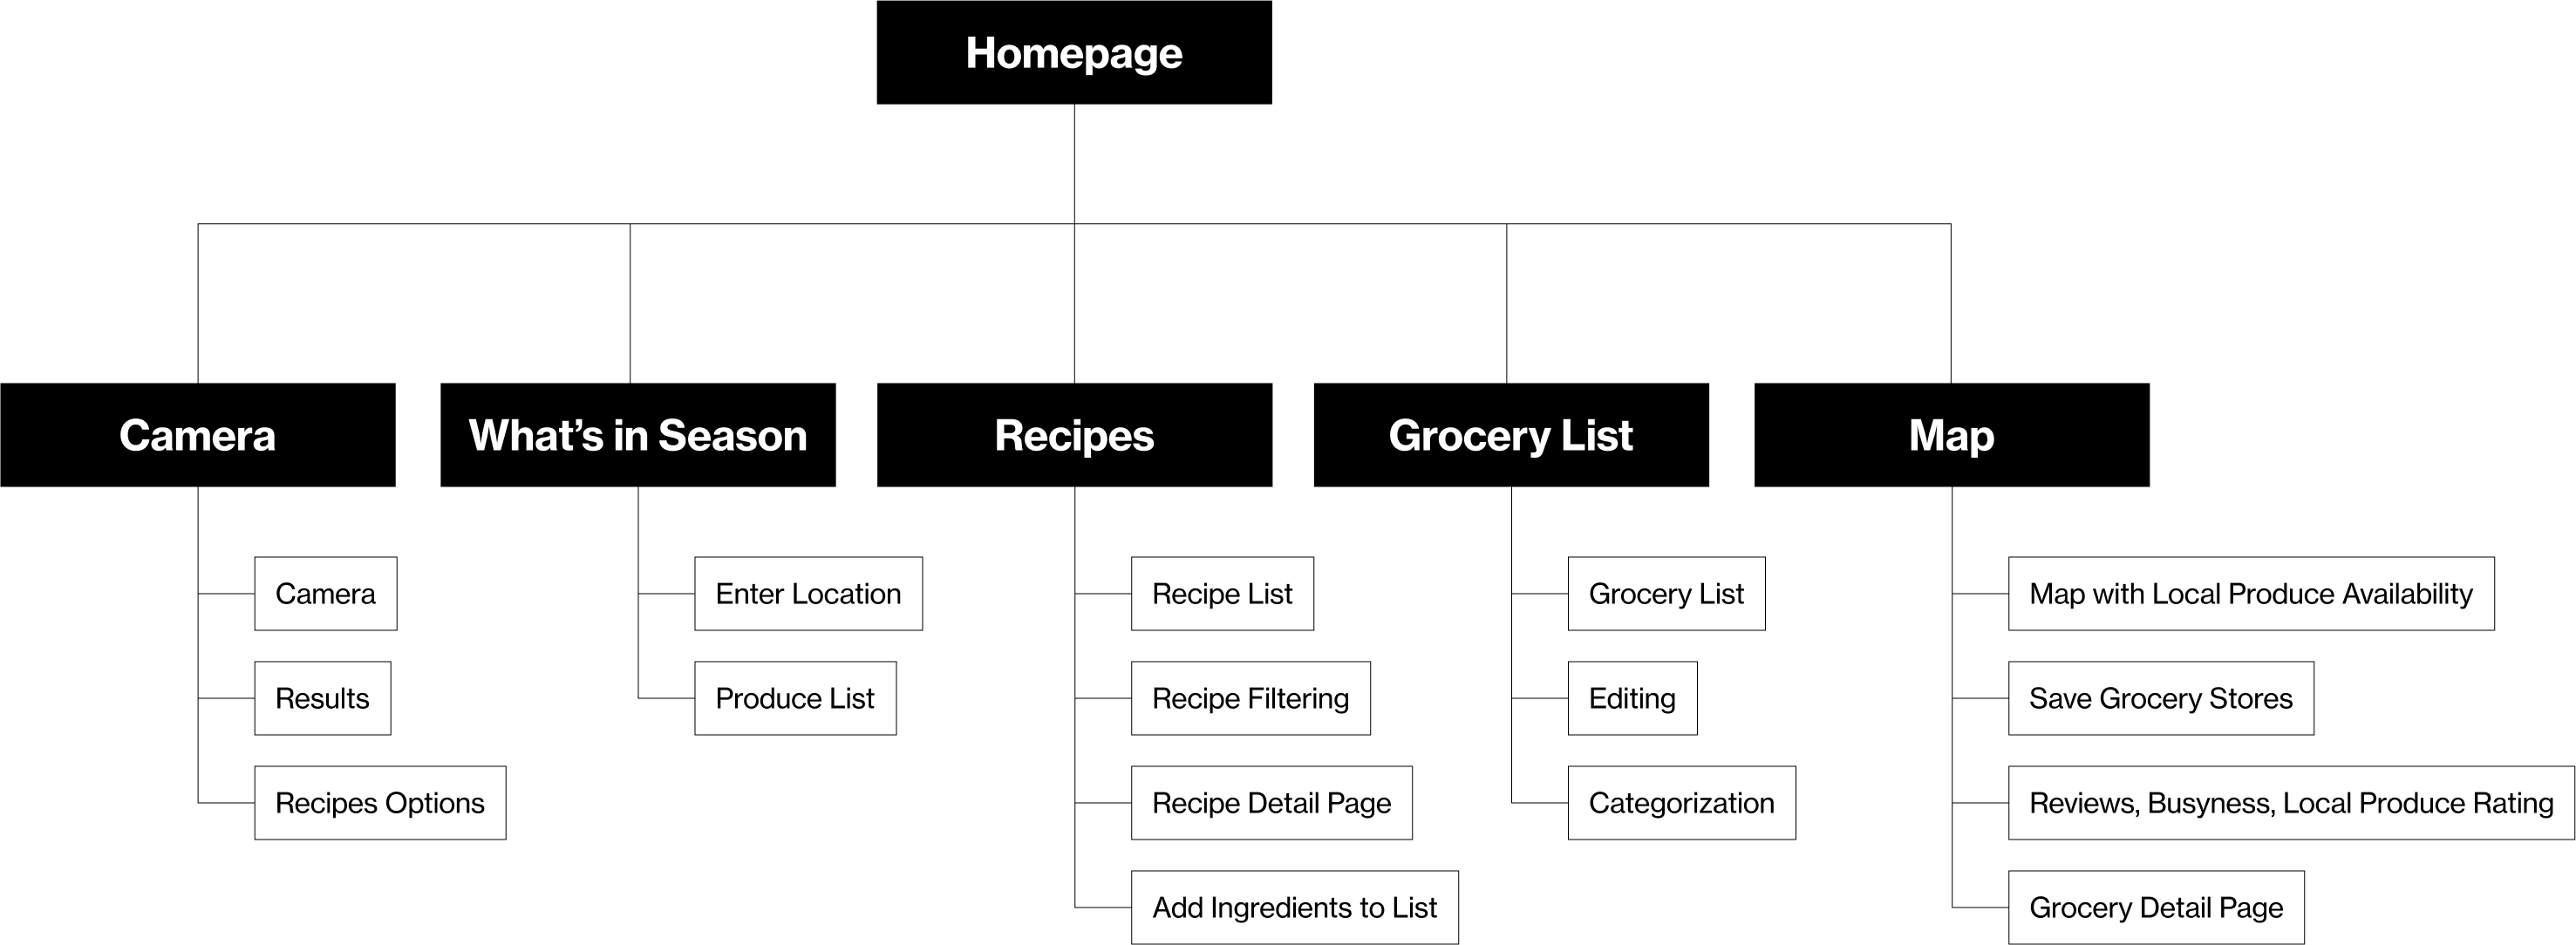 Homepage
Camera
What’s in Season
Recipes
Grocery List
Map
Camera
Results
Recipes Options
Enter Location
Produce List
Recipe List
Recipe Filtering
Recipe Detail Page
Add Ingredients to List
Grocery List
Editing
Categorization
Map with Local Produce Availability
Save Grocery Stores
Reviews, Busyness, Local Produce Rating
Grocery Detail Page